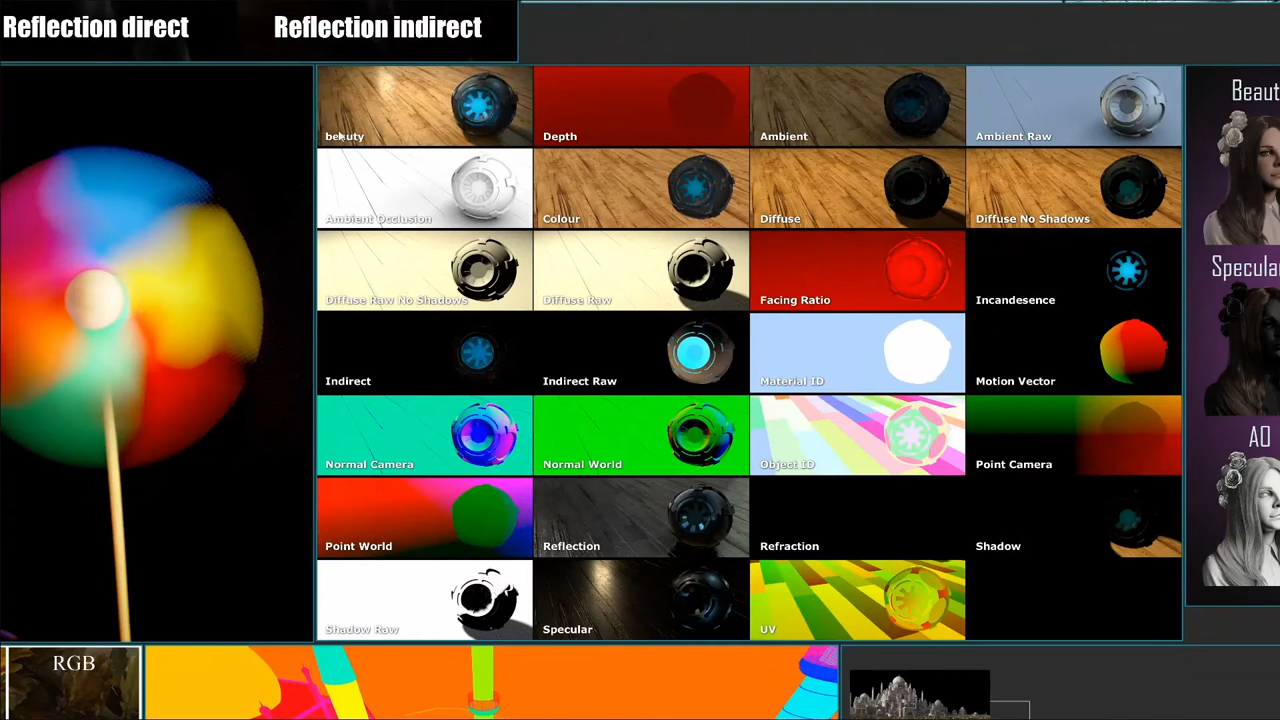 Reflection direct
Reflection indirect
beauty
Depth
Ambient
Ambient Raw
Ambient Occlusion
Colour
Diffuse
Diffuse No Shadows
Diffuse Raw No Shadows
Diffuse Raw
Facing Ratio
Incandesence
Indirect
Indirect Raw
Material ID
Motion Vector
Normal Camera
Normal World
Object ID
Point Camera
Point World
Reflection
Refraction
Shadow
Shadow Raw
Specular
UV
Beaut
Specular
AO
RGB